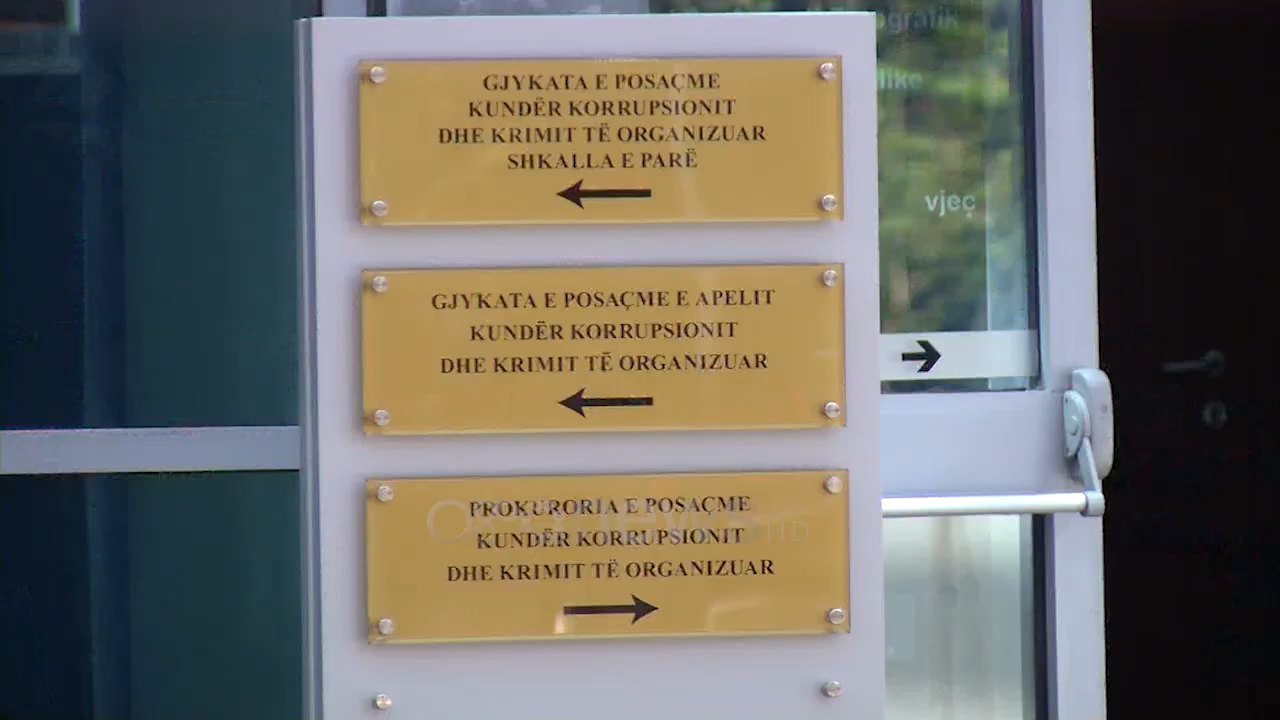 GJYKATA E POSAÇME
KUNDËR KORRUPSIONIT
DHE KRIMIT TË ORGANIZUAR
SHKALLA E PARË
GJYKATA E POSAÇME E APELIT
KUNDËR KORRUPSIONIT
DHE KRIMIT TË ORGANIZUAR
PROKURORIA E POSAÇME
KUNDËR KORRUPSIONIT
DHE KRIMIT TË ORGANIZUAR
vjeç